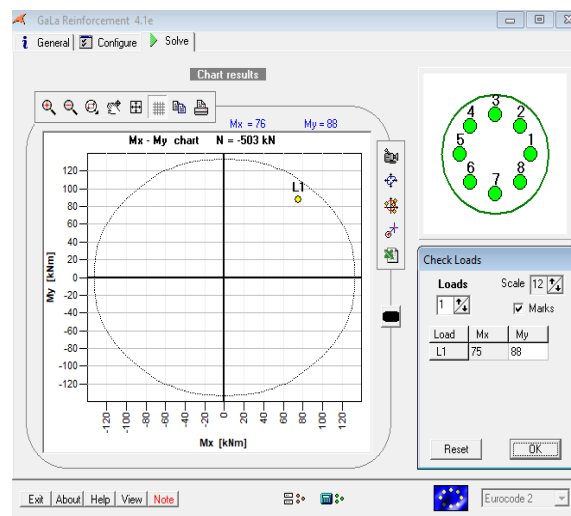 GaLa Reinforcement 4.1e
General Configure Solve
Chart results
Mx = 76 My = 88
Mx - My chart N = -503 kN
My [kNm]
120
100
80
60
40
20
0
-20
-40
-60
-80
-100
-120
L1
-120 -100 -80 -60 -40 -20 0 20 40 60 80 100 120
Mx [kNm]
3
4 2
5 1
6 8
7
Check Loads
Loads Scale 12
1 Marks
Load Mx My
L1 75 88
Reset OK
Exit About Help View Note Eurocode 2